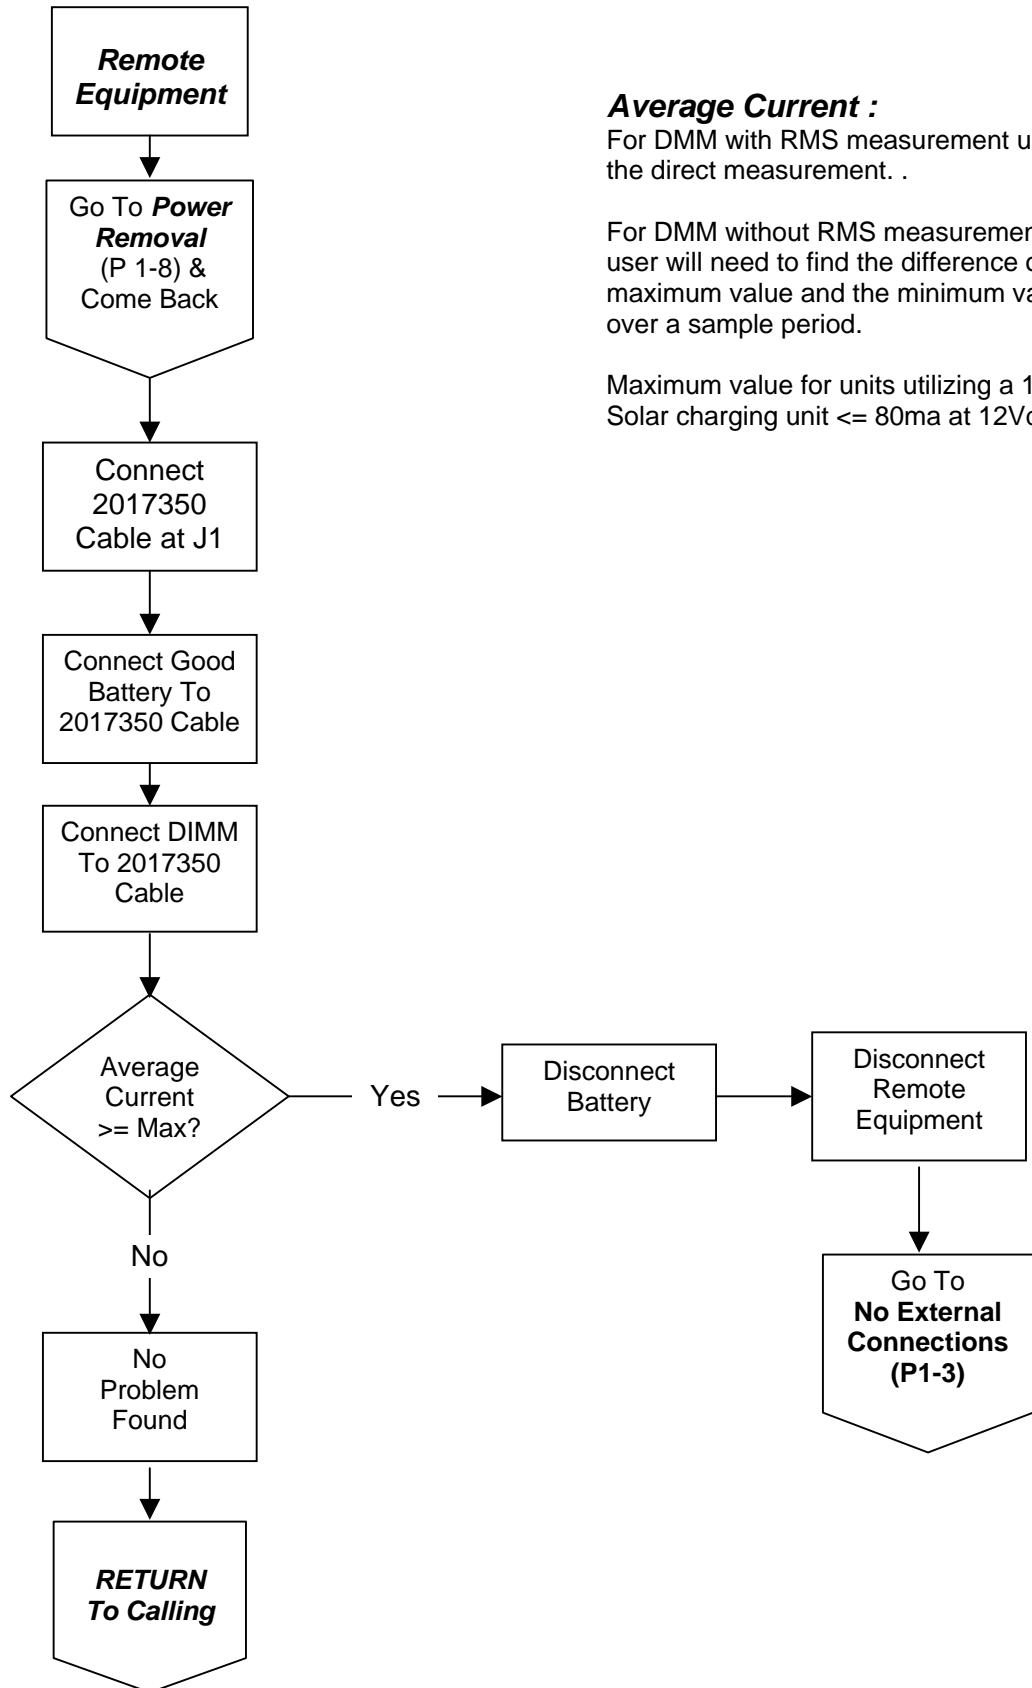 Remote
Equipment
Go To Power
Removal
(P 1-8) &
Come Back
Connect
2017350
Cable at J1
Connect Good
Battery To
2017350 Cable
Connect DIMM
To 2017350
Cable
Average
Current
>= Max?
Yes
Disconnect
Battery
Disconnect
Remote
Equipment
Go To
No External
Connections
(P1-3)
No
No
Problem
Found
RETURN
To Calling
Average Current :
For DMM with RMS measurement
the direct measurement. .
For DMM without RMS
user will need to find the difference
maximum value and the minimum
over a sample period.
Maximum value for units utilizing a
Solar charging unit <= 80ma at